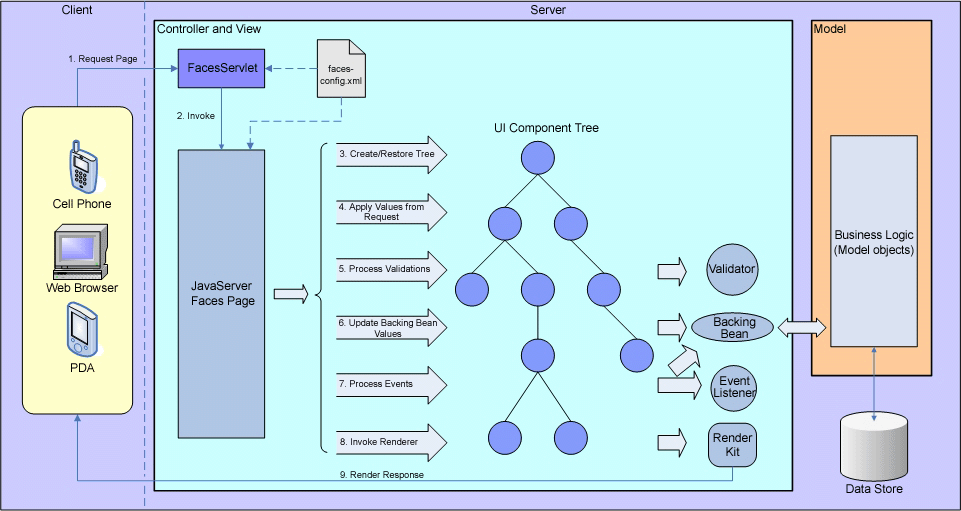 Client
Server
Controller and View
Model
1. Request Page
FacesServlet
faces-
config.xml
2. Invoke
UI Component Tree
3. Create/Restore Tree
4. Apply Values from
Request
5. Process Validations
6. Update Backing Bean
Values
7. Process Events
8. Invoke Renderer
9. Render Response
JavaServer
Faces Page
Cell Phone
Web Browser
PDA
Validator
Backing
Bean
Event
Listener
Render
Kit
Business Logic
(Model objects)
Data Store